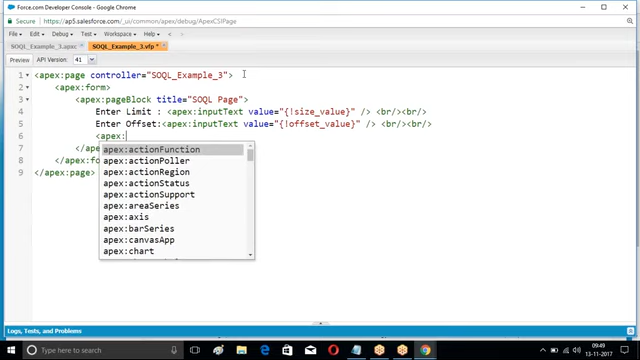 Force.com Developer Console - Google Chrome
Secure | https://ap5.salesforce.com/_ui/common/apex/debug/ApexCSIPage
File Edit Debug Test Workspace Help < >
SOQL_Example_3.apxc SOQL_Example_3.vfp *
Preview API Version: 41
1 <apex:page controller="SOQL_Example_3">
2 <apex:form>
3 <apex:pageBlock title="SOQL Page">
4 Enter Limit : <apex:inputText value="{!size_value}" /> <br/><br/>
5 Enter Offset:<apex:inputText value="{!offset_value}" /> <br/><br/>
6 <apex:
7 </ap
8 </apex:fo
9 </apex:page>
apex:actionFunction
apex:actionPoller
apex:actionRegion
apex:actionStatus
apex:actionSupport
apex:areaSeries
apex:axis
apex:barSeries
apex:canvasApp
apex:chart
Logs, Tests, and Problems
Type here to search
09:49
13-11-2017